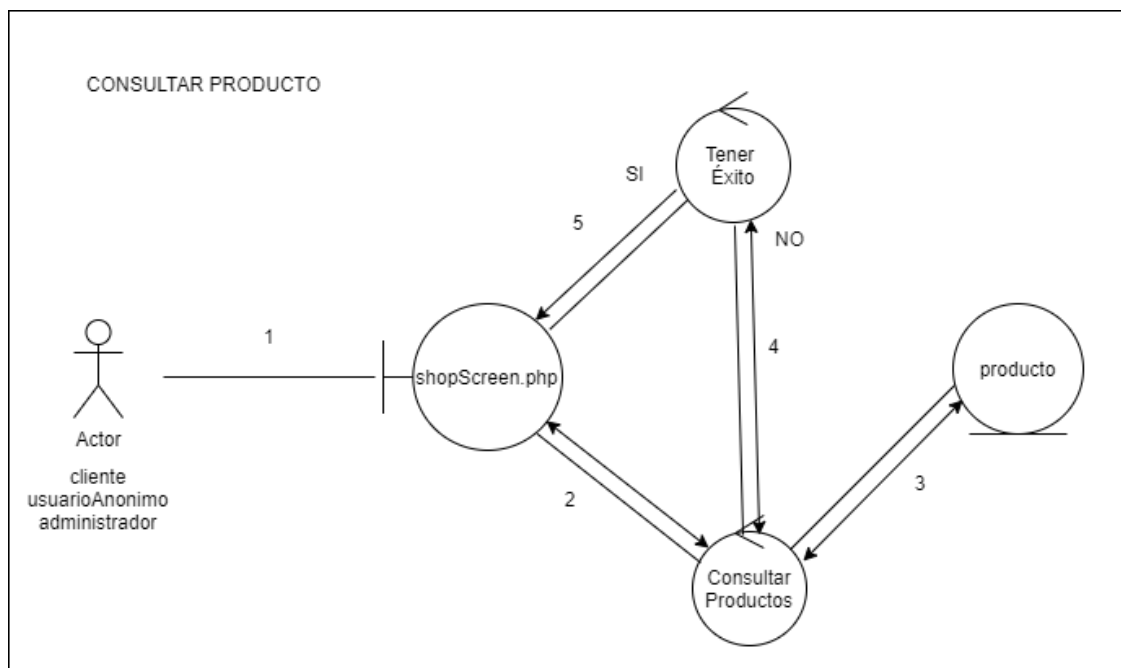 CONSULTAR PRODUCTO
Tener
Éxito
SI
5
NO
1
shopScreen.php
4
producto
Actor
cliente
usuarioAnonimo
administrador
2
3
Consultar
Productos